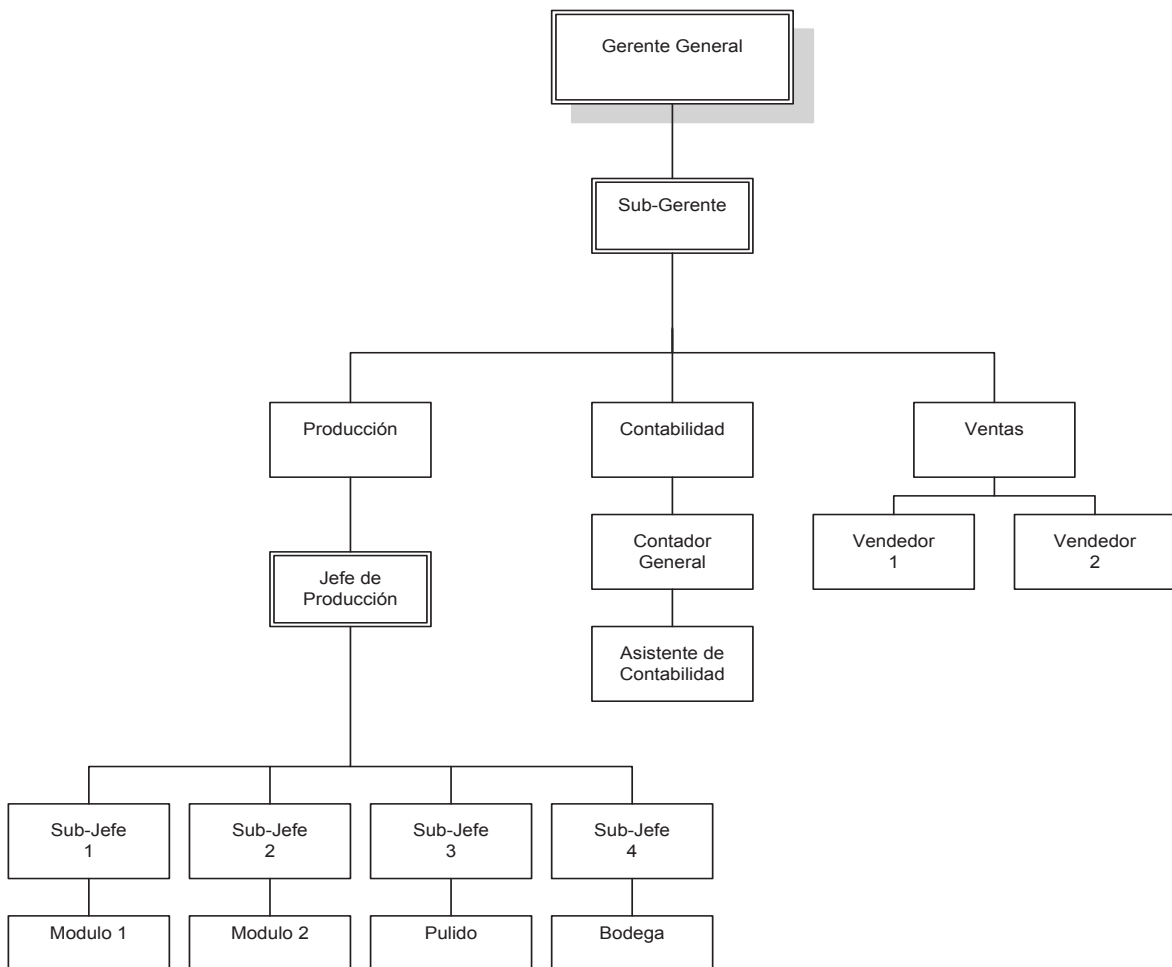 Gerente General
Sub-Gerente
Producción
Contabilidad
Ventas
Contador
General
Vendedor
1
Vendedor
2
Jefe de
Producción
Asistente de
Contabilidad
Sub-Jefe
1
Sub-Jefe
2
Sub-Jefe
3
Sub-Jefe
4
Modulo 1
Modulo 2
Pulido
Bodega